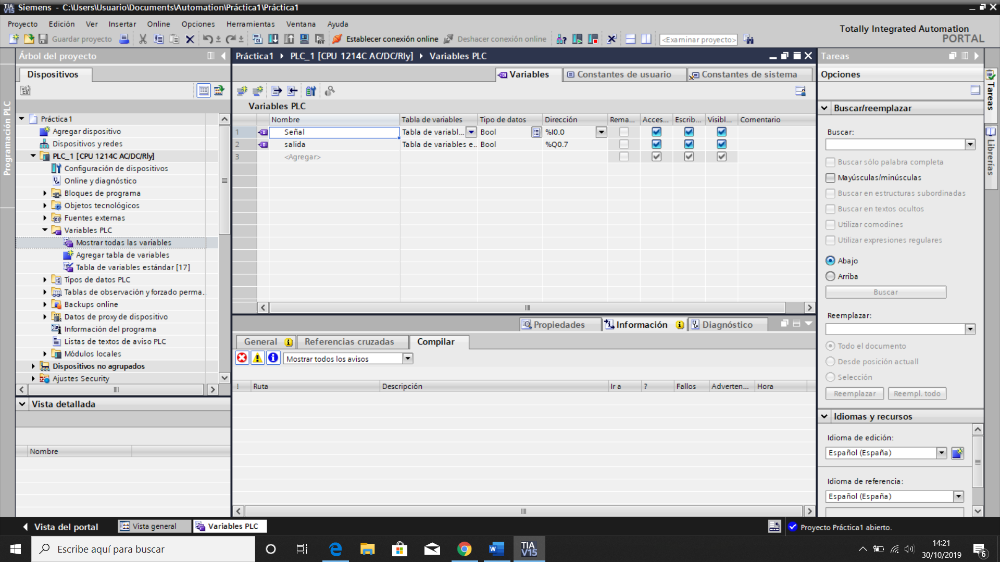 Siemens - C:\Users\Usuario\Documents\Automation\Práctica1\Práctica1
Proyecto Edición Ver Insertar Online Opciones Herramientas Ventana Ayuda
Totally Integrated Automation
PORTAL
Guardar proyecto
Establecer conexión online
Deshacer conexión online
<Examinar proyecto>
Programación PLC
Árbol del proyecto
Dispositivos
Práctica1
Agregar dispositivo
Dispositivos y redes
PLC_1 [CPU 1214C AC/DC/Rly]
Configuración de dispositivos
Online y diagnóstico
Bloques de programa
Objetos tecnológicos
Fuentes externas
Variables PLC
Mostrar todas las variables
Agregar tabla de variables
Tabla de variables estándar [17]
Tipos de datos PLC
Tablas de observación y forzado perma..
Backups online
Datos de proxy de dispositivo
Información del programa
Listas de textos de aviso PLC
Módulos locales
Dispositivos no agrupados
Ajustes Security
Vista detallada
Nombre
Práctica1 PLC_1 [CPU 1214C AC/DC/Rly] Variables PLC
Variables Constantes de usuario Constantes de sistema
Variables PLC
Nombre Tabla de variables Tipo de datos Dirección Rema... Acces... Escrib... Visibl... Comentario
1 Señal Tabla de variabl... Bool %I0.0
2 salida Tabla de variables e.. Bool %Q0.7
3 <Agregar>
Propiedades Información Diagnóstico
General Referencias cruzadas Compilar
Mostrar todos los avisos
! Ruta Descripción Ir a ? Fallos Adverten... Hora
Tareas
Opciones
Buscar/reemplazar
Buscar:
Buscar sólo palabra completa
Mayúsculas/minúsculas
Buscar en estructuras subordinadas
Buscar en textos ocultos
Utilizar comodines
Utilizar expresiones regulares
Abajo
Arriba
Buscar
Reemplazar:
Todo el documento
Desde posición actuall
Selección
Reemplazar Reempl. todo
Idiomas y recursos
Idioma de edición:
Español (España)
Idioma de referencia:
Español (España)
Tareas
Librerías
Vista del portal
Vista general
Variables PLC
Proyecto Práctica1 abierto.
Escribe aquí para buscar
TIA
V15
14:21
30/10/2019
6